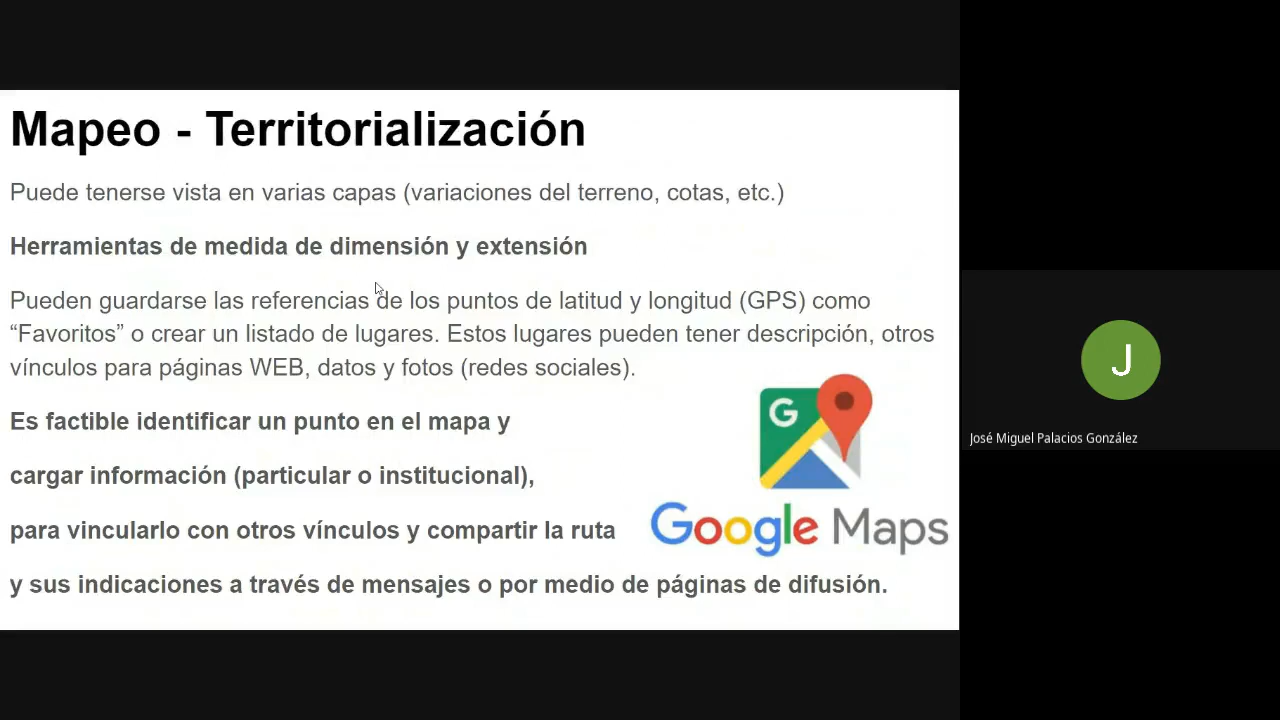 Mapeo - Territorialización
Puede tenerse vista en varias capas (variaciones del terreno, cotas, etc.)
Herramientas de medida de dimensión y extensión
Pueden guardarse las referencias de los puntos de latitud y longitud (GPS) como
“Favoritos” o crear un listado de lugares. Estos lugares pueden tener descripción, otros
vínculos para páginas WEB, datos y fotos (redes sociales).
Es factible identificar un punto en el mapa y
cargar información (particular o institucional),
para vincularlo con otros vínculos y compartir la ruta
y sus indicaciones a través de mensajes o por medio de páginas de difusión.
G
Google Maps
J
José Miguel Palacios González